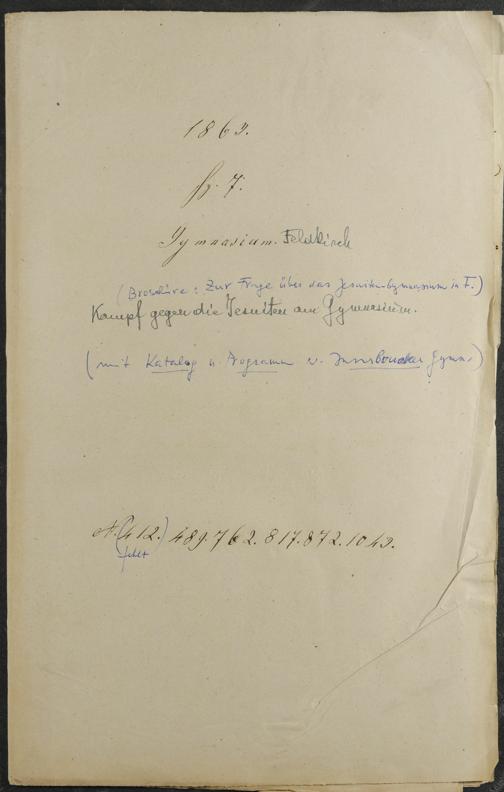 1863.
fz. 7.
Gymnasium. Feldkirch
(Broschüre: Zur Frage über das Jesuiten-Gymnasium in F.)
Kampf gegen die Jesuiten am Gymnasium.
(mit Katalog u. Programm v. Innsbrucker Gymn.)
N. (412.) 489. 762. 817. 872. 1043.
fehlt